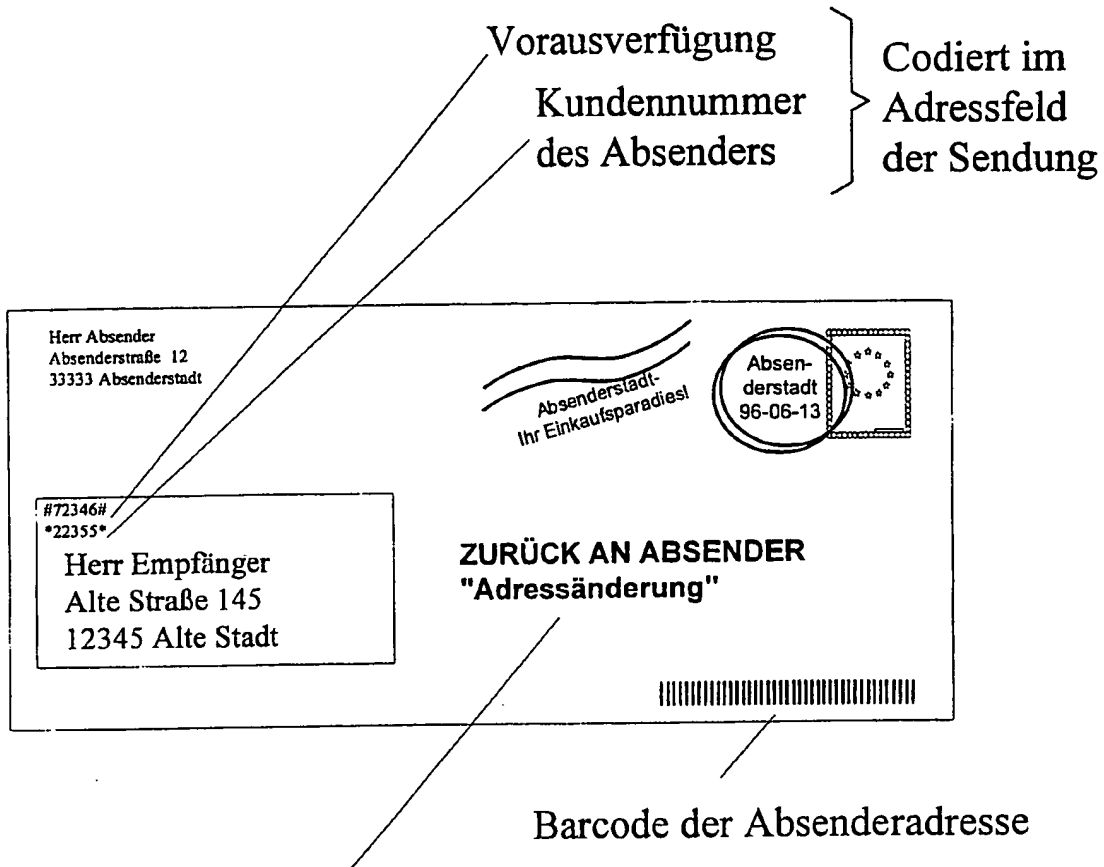 Vorausverfügung
Kundennummer
des Absenders
Codiert im
Adressfeld
der Sendung
Herr Absender
Absenderstraße 12
33333 Absenderstadt
Absenderstadt-
Ihr Einkaufsparadies!
Absen-
derstadt
96-06-13
#72346#
*22355*
Herr Empfänger
Alte Straße 145
12345 Alte Stadt
ZURÜCK AN ABSENDER
"Adressänderung"
Barcode der Absenderadresse